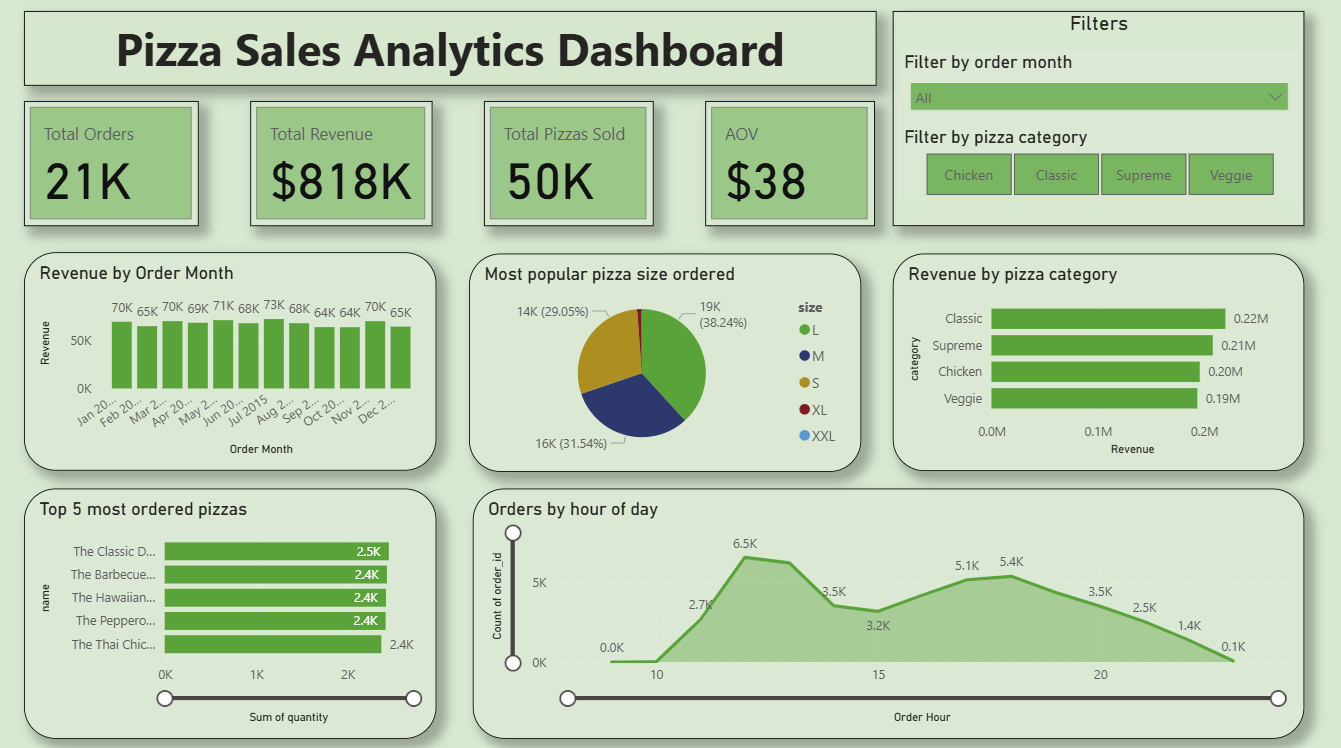 Pizza Sales Analytics Dashboard
Filters
Filter by order month
All
Filter by pizza category
Chicken
Classic
Supreme
Veggie
Total Orders
21K
Total Revenue
$818K
Total Pizzas Sold
50K
AOV
$38
Revenue by Order Month
Revenue
50K
0K
70K
65K
70K
69K
71K
68K
73K
68K
64K
64K
70K
65K
Jan 20...
Feb 20...
Mar 2...
Apr 20...
May 2...
Jun 20...
Jul 2015
Aug 2...
Sep 2...
Oct 20...
Nov 2...
Dec 2...
Order Month
Most popular pizza size ordered
14K (29.05%)
19K
(38.24%)
16K (31.54%)
size
L
M
S
XL
XXL
Revenue by pizza category
category
Classic
0.22M
Supreme
0.21M
Chicken
0.20M
Veggie
0.19M
0.0M
0.1M
0.2M
Revenue
Top 5 most ordered pizzas
name
The Classic D...
2.5K
The Barbecue...
2.4K
The Hawaiian...
2.4K
The Peppero...
2.4K
The Thai Chic...
2.4K
0K
1K
2K
Sum of quantity
Orders by hour of day
Count of order_id
5K
0K
0.0K
2.7K
6.5K
3.5K
3.2K
5.1K
5.4K
3.5K
2.5K
1.4K
0.1K
10
15
20
Order Hour